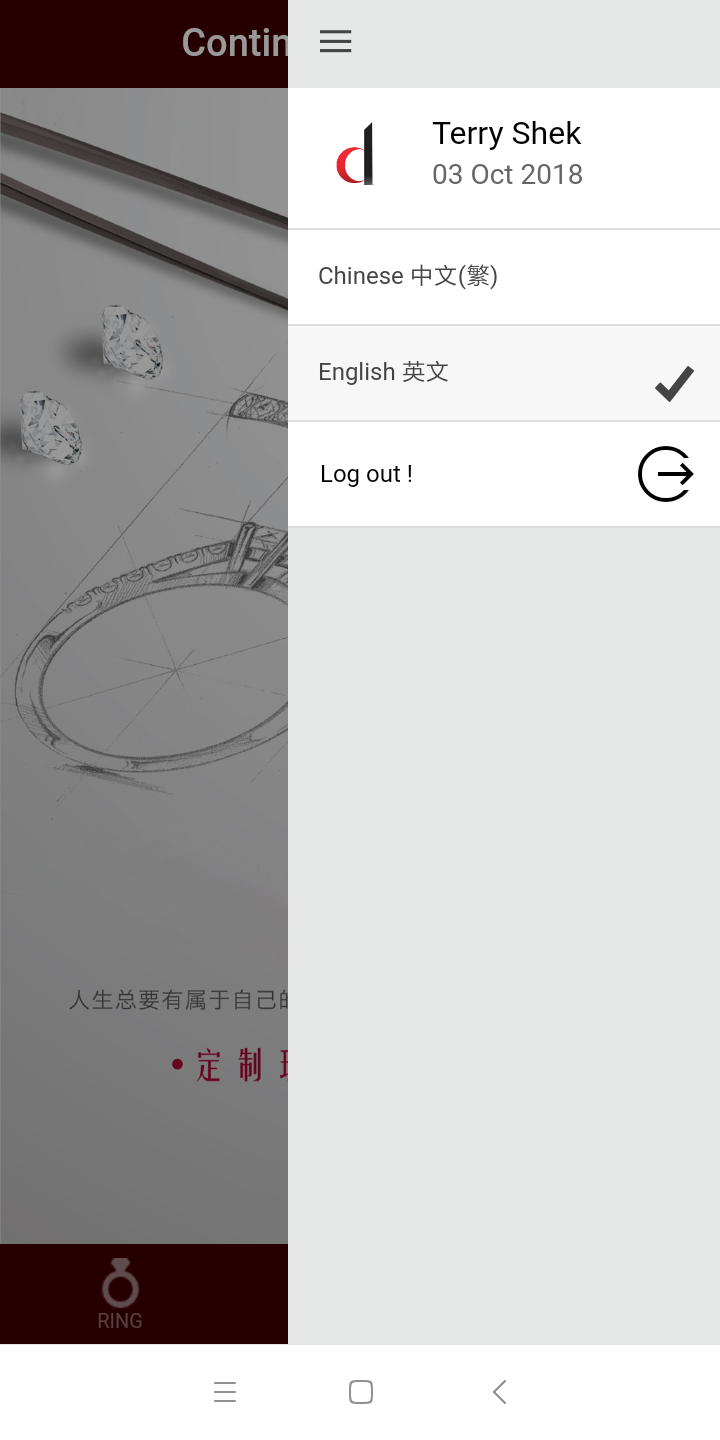 Contin
Terry Shek
03 Oct 2018
Chinese 中文(繁)
English 英文
Log out !
人生总要有属于自己的
• 定制
RING